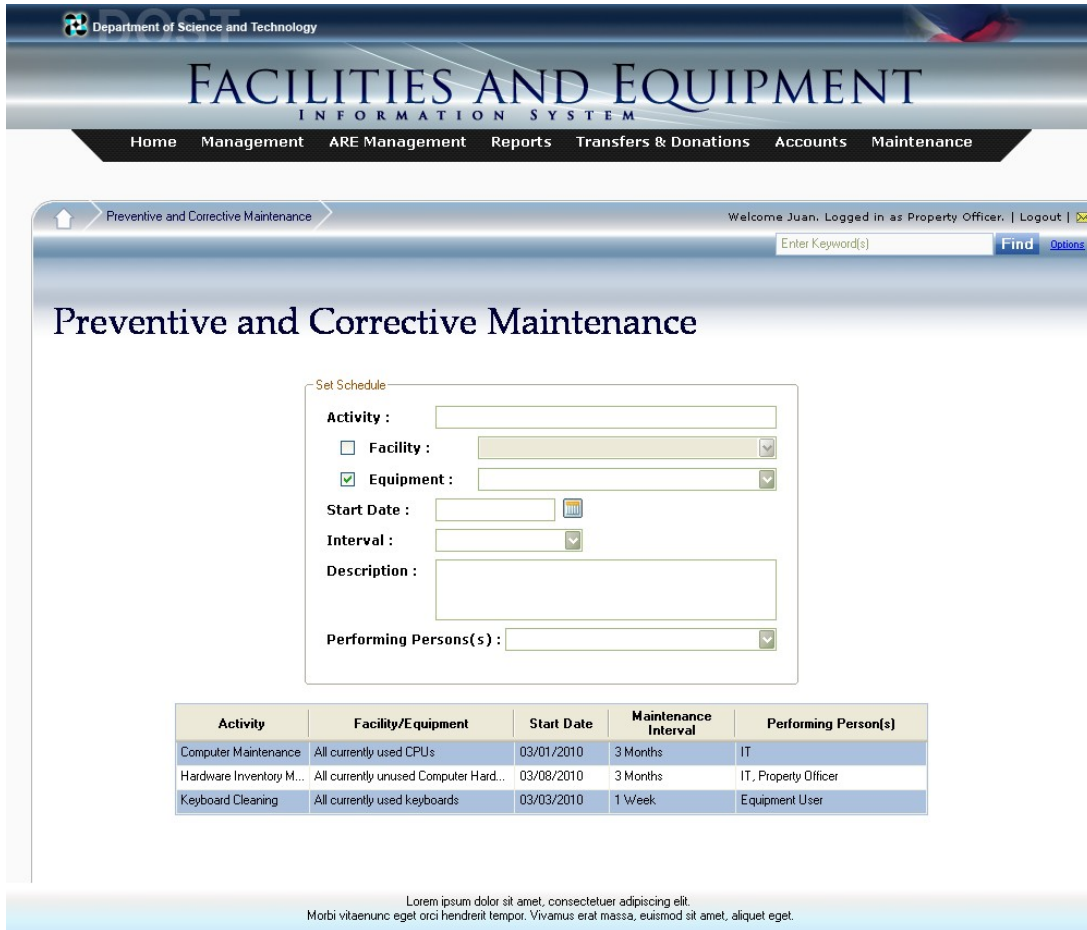 DOST
Department of Science and Technology
FACILITIES AND EQUIPMENT
INFORMATION SYSTEM
Home Management ARE Management Reports Transfers & Donations Accounts Maintenance
Preventive and Corrective Maintenance
Welcome Juan. Logged in as Property Officer. | Logout |
Enter Keyword(s) Find Options
Preventive and Corrective Maintenance
Set Schedule
Activity :
Facility :
Equipment :
Start Date :
Interval :
Description :
Performing Persons(s) :
Activity Facility/Equipment Start Date Maintenance Interval Performing Person(s)
Computer Maintenance All currently used CPUs 03/01/2010 3 Months IT
Hardware Inventory M... All currently unused Computer Hard... 03/08/2010 3 Months IT, Property Officer
Keyboard Cleaning All currently used keyboards 03/03/2010 1 Week Equipment User
Lorem ipsum dolor sit amet, consectetuer adipiscing elit.
Morbi vitaenunc eget orci hendrerit tempor. Vivamus erat massa, euismod sit amet, aliquet eget.